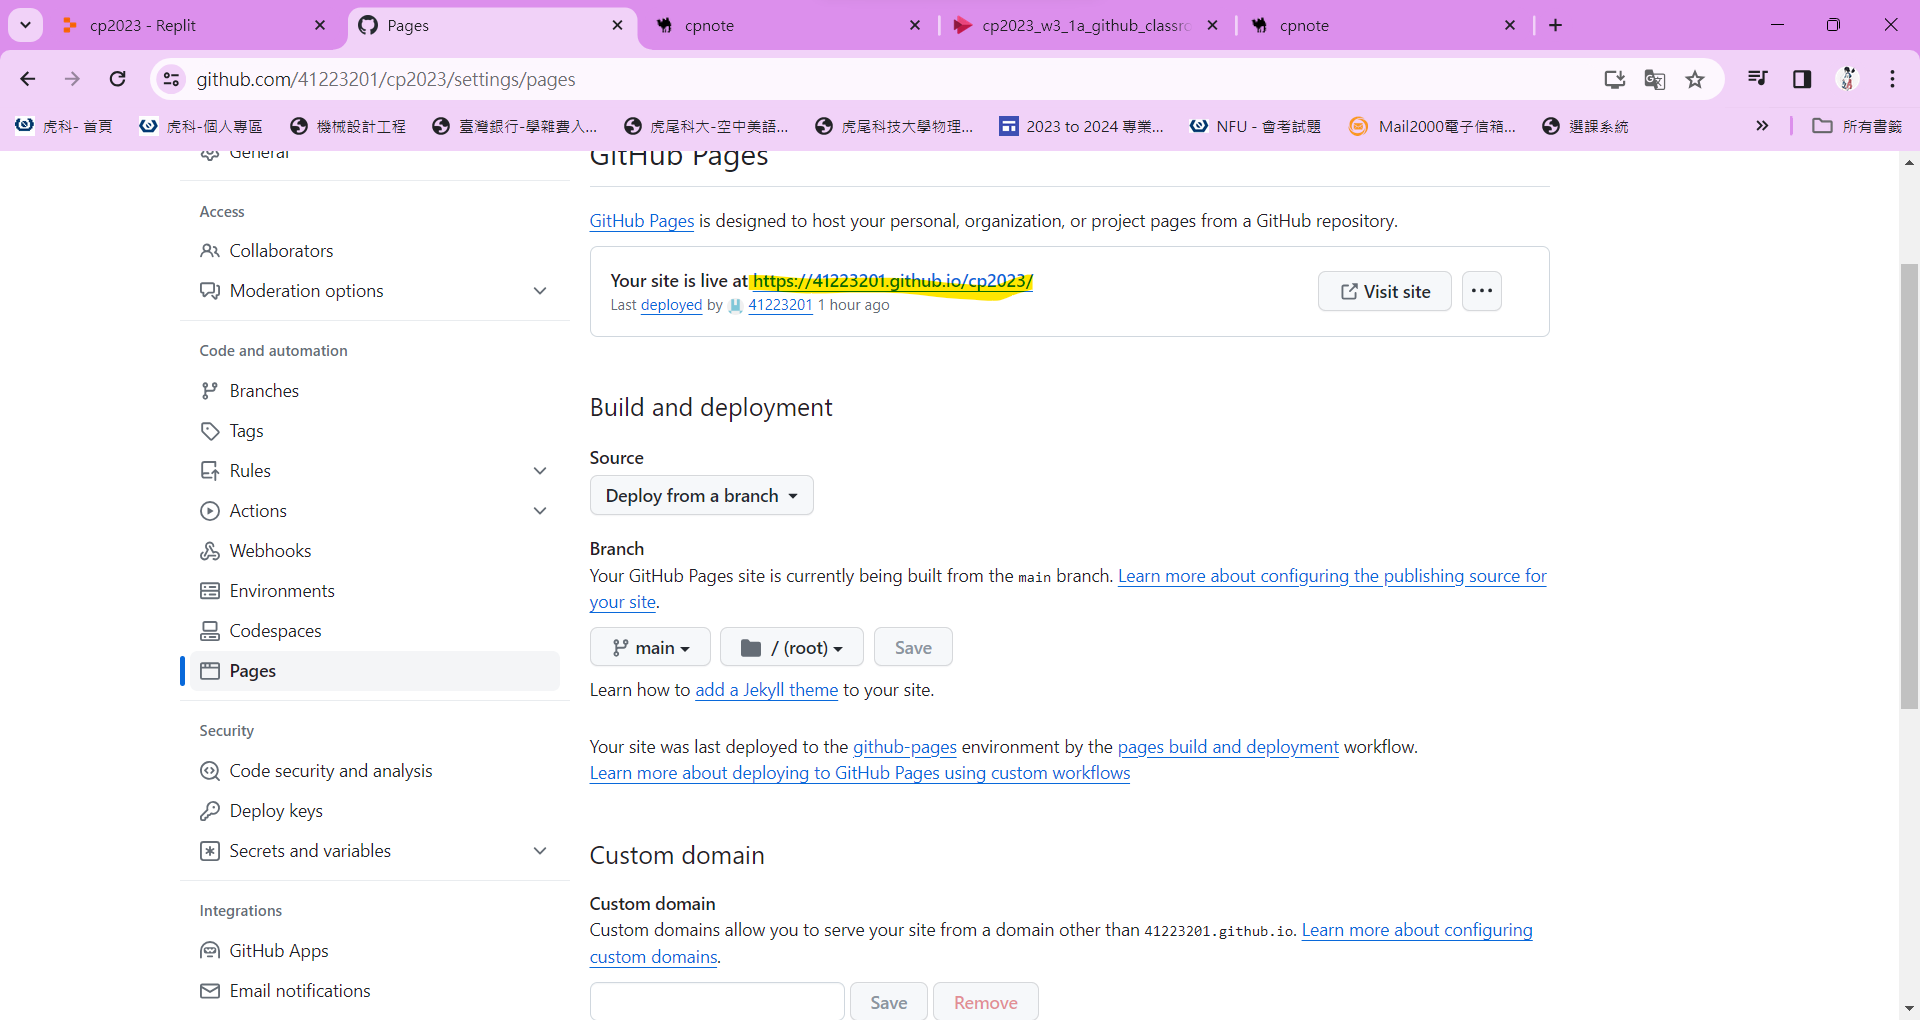 cp2023 - Replit
Pages
cpnote
cp2023_w3_1a_github_classro
cpnote
github.com/41223201/cp2023/settings/pages
虎科- 首頁
虎科-個人專區
機械設計工程
臺灣銀行-學雜費入...
虎尾科大-空中美語...
虎尾科技大學物理...
2023 to 2024 專業...
NFU - 會考試題
Mail2000電子信箱...
選課系統
所有書籤
General
Access
Collaborators
Moderation options
Code and automation
Branches
Tags
Rules
Actions
Webhooks
Environments
Codespaces
Pages
Security
Code security and analysis
Deploy keys
Secrets and variables
Integrations
GitHub Apps
Email notifications
GitHub Pages
GitHub Pages is designed to host your personal, organization, or project pages from a GitHub repository.
Your site is live at https://41223201.github.io/cp2023/
Last deployed by 41223201 1 hour ago
Visit site
Build and deployment
Source
Deploy from a branch
Branch
Your GitHub Pages site is currently being built from the main branch. Learn more about configuring the publishing source for
your site.
main
/ (root)
Save
Learn how to add a Jekyll theme to your site.
Your site was last deployed to the github-pages environment by the pages build and deployment workflow.
Learn more about deploying to GitHub Pages using custom workflows
Custom domain
Custom domain
Custom domains allow you to serve your site from a domain other than 41223201.github.io. Learn more about configuring
custom domains.
Save
Remove